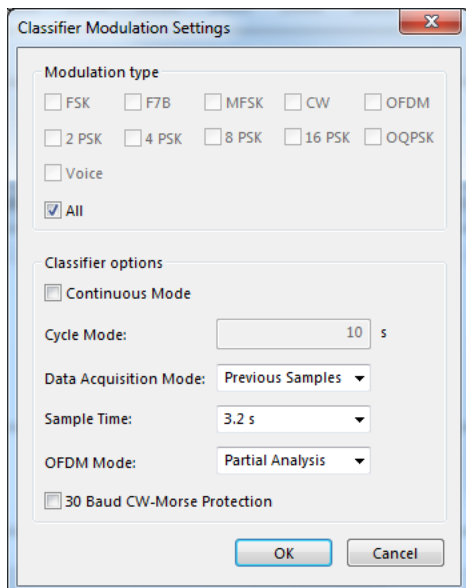 Classifier Modulation Settings
Modulation type
FSK F7B MFSK CW OFDM
2 PSK 4 PSK 8 PSK 16 PSK OQPSK
Voice
All
Classifier options
Continuous Mode
Cycle Mode: 10 s
Data Acquisition Mode: Previous Samples
Sample Time: 3.2 s
OFDM Mode: Partial Analysis
30 Baud CW-Morse Protection
OK Cancel